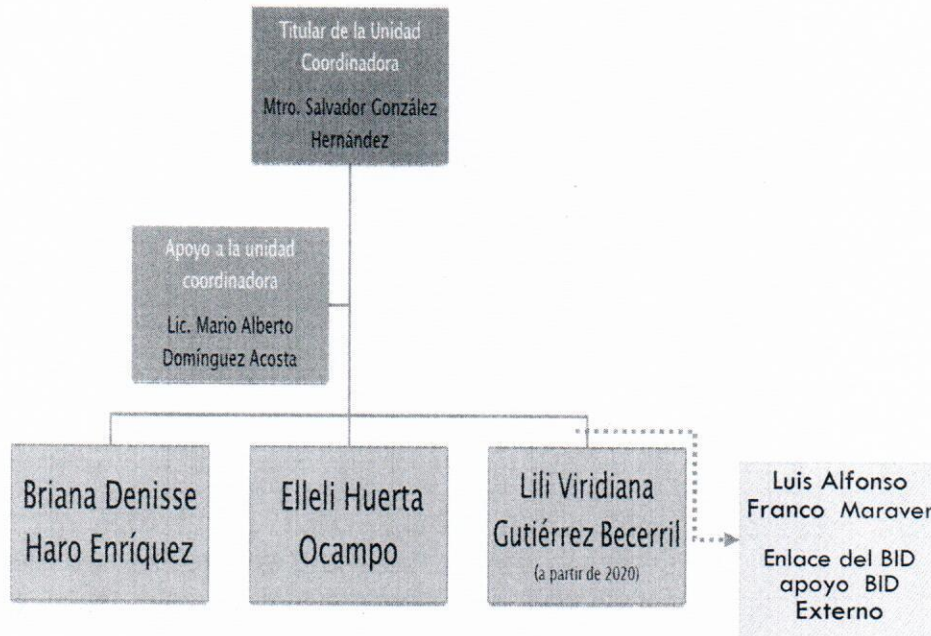 Titular de la Unidad
Coordinadora
Mtro. Salvador González
Hernández
Apoyo a la unidad
coordinadora
Lic. Mario Alberto
Domínguez Acosta
Briana Denisse
Haro Enríquez
Elleli Huerta
Ocampo
Lili Viridiana
Gutiérrez Becerril
(a partir de 2020)
Luis Alfonso
Franco Maraver
Enlace del BID
apoyo BID
Externo